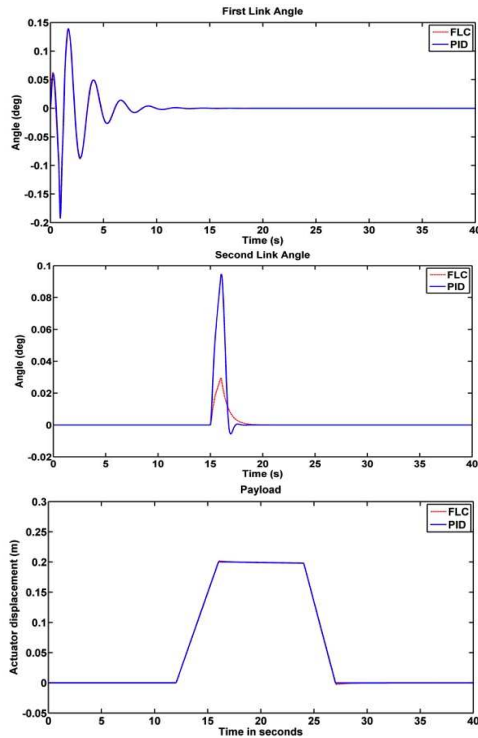 First Link Angle
0.15
0.1
0.05
0
-0.05
-0.1
-0.15
-0.2
Angle (deg)
FLC
PID
0 5 10 15 20 25 30 35 40
Time (s)
Second Link Angle
0.1
0.08
0.06
0.04
0.02
0
-0.02
Angle (deg)
FLC
PID
0 5 10 15 20 25 30 35 40
Time (s)
Payload
0.3
0.25
0.2
0.15
0.1
0.05
0
-0.05
Actuator displacement (m)
FLC
PID
0 5 10 15 20 25 30 35 40
Time in seconds